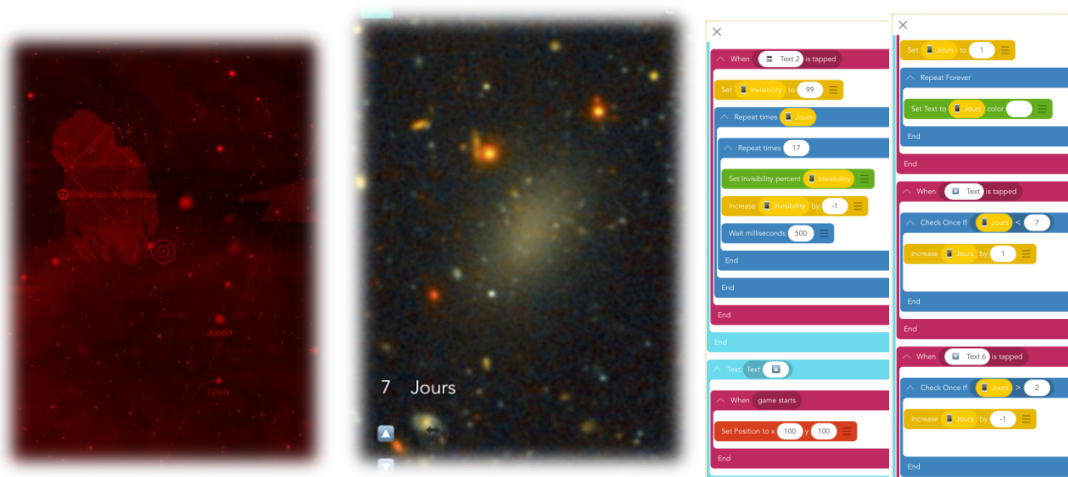 Chevelure de Bérénice
Jupiter
7 Jours
When Text 2 is tapped
Set Invisibility to 99
Repeat times Jours
Repeat times 17
Set Invisibility percent Invisibility
Increase Invisibility by -1
Wait milliseconds 500
End
End
End
End
Text Text
When game starts
Set Position to x 100 y 100
End
Set Jours to 1
Repeat Forever
Set Text to Jours color
End
End
When Text is tapped
Check Once If Jours < 7
Increase Jours by 1
End
End
When Text 6 is tapped
Check Once If Jours > 2
Increase Jours by -1
End